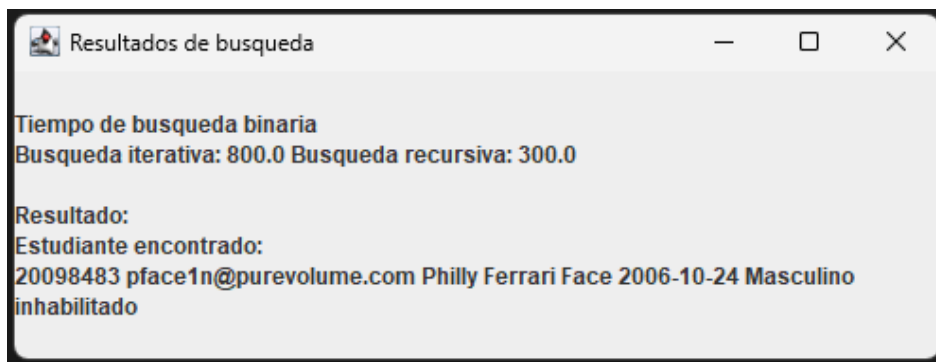 Resultados de busqueda
Tiempo de busqueda binaria
Busqueda iterativa: 800.0 Busqueda recursiva: 300.0
Resultado:
Estudiante encontrado:
20098483 pface1n@purevolume.com Philly Ferrari Face 2006-10-24 Masculino
inhabilitado